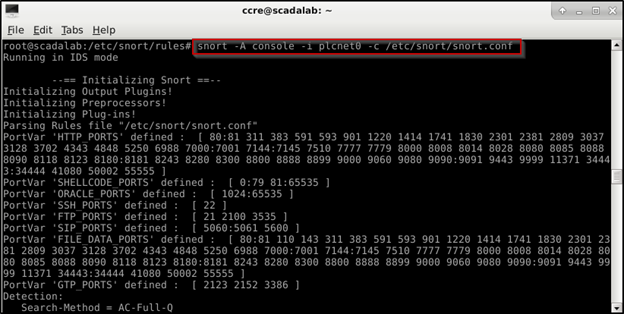 ccre@scadalab: ~
File Edit Tabs Help
root@scadalab:/etc/snort/rules# snort -A console -i plcnet0 -c /etc/snort/snort.conf
Running in IDS mode
--== Initializing Snort ==--
Initializing Output Plugins!
Initializing Preprocessors!
Initializing Plug-ins!
Parsing Rules file "/etc/snort/snort.conf"
PortVar 'HTTP_PORTS' defined :  [ 80:81 311 383 591 593 901 1220 1414 1741 1830 2301 2381 2809 3037
3128 3702 4343 4848 5250 6988 7000:7001 7144:7145 7510 7777 7779 8000 8008 8014 8028 8080 8085 8088
8090 8118 8123 8180:8181 8243 8280 8300 8800 8888 8899 9000 9060 9080 9090:9091 9443 9999 11371 3444
3:34444 41080 50002 55555 ]
PortVar 'SHELLCODE_PORTS' defined :  [ 0:79 81:65535 ]
PortVar 'ORACLE_PORTS' defined :  [ 1024:65535 ]
PortVar 'SSH_PORTS' defined :  [ 22 ]
PortVar 'FTP_PORTS' defined :  [ 21 2100 3535 ]
PortVar 'SIP_PORTS' defined :  [ 5060:5061 5600 ]
PortVar 'FILE_DATA_PORTS' defined :  [ 80:81 110 143 311 383 591 593 901 1220 1414 1741 1830 2301 23
81 2809 3037 3128 3702 4343 4848 5250 6988 7000:7001 7144:7145 7510 7777 7779 8000 8008 8014 8028 80
80 8085 8088 8090 8118 8123 8180:8181 8243 8280 8300 8800 8888 8899 9000 9060 9080 9090:9091 9443 99
99 11371 34443:34444 41080 50002 55555 ]
PortVar 'GTP_PORTS' defined :  [ 2123 2152 3386 ]
Detection:
Search-Method = AC-Full-Q